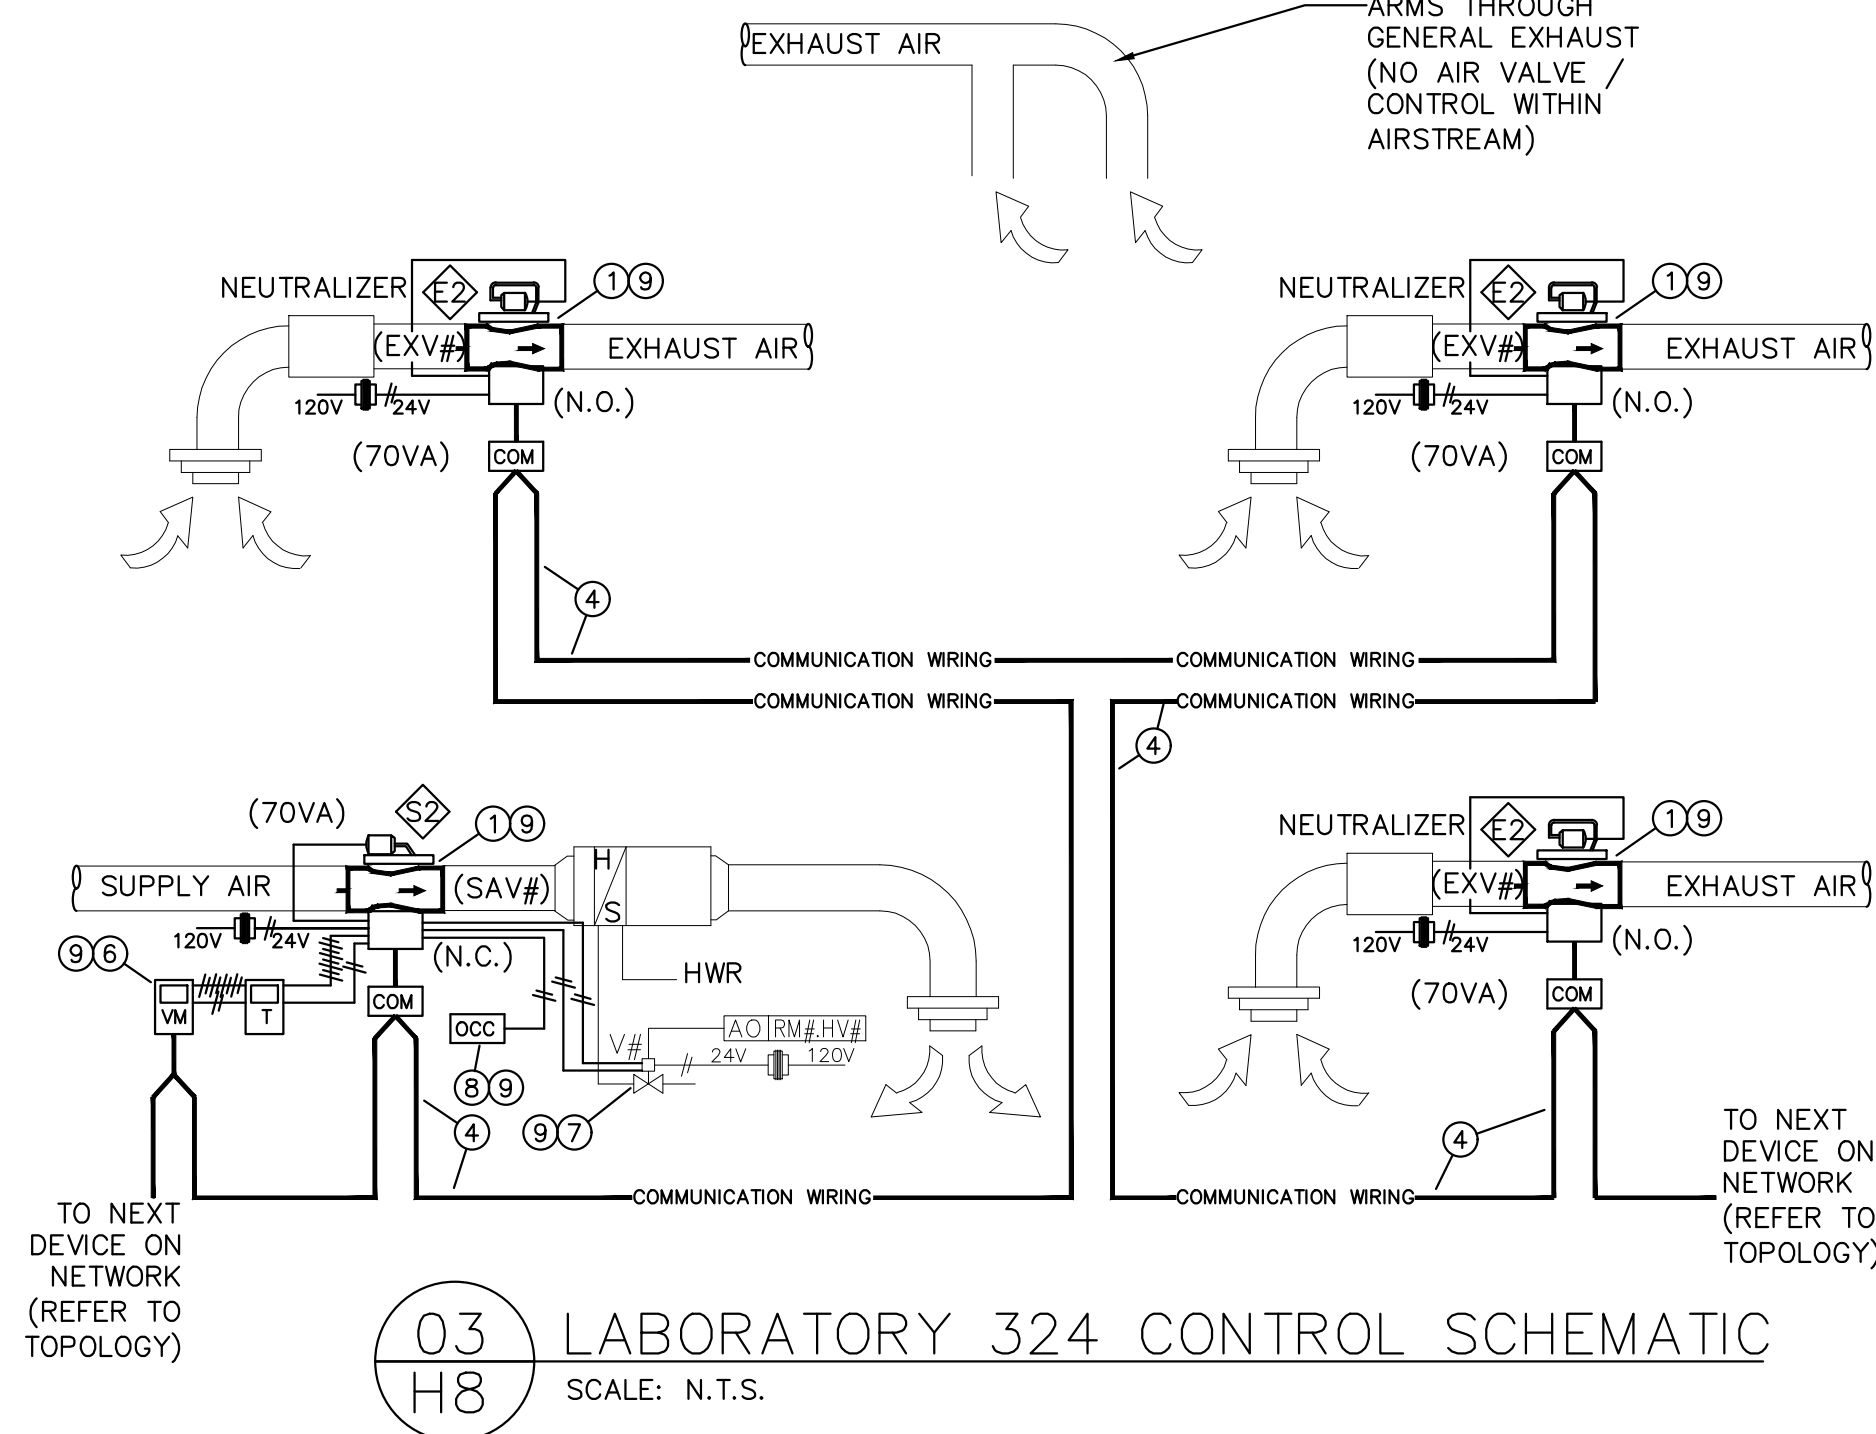 EXHAUST AIR
ARMS THROUGH
GENERAL EXHAUST
(NO AIR VALVE /
CONTROL WITHIN
AIRSTREAM)
NEUTRALIZER
E2
1 9
(EXV#)
EXHAUST AIR
120V
24V
(N.O.)
(70VA)
COM
NEUTRALIZER
E2
1 9
(EXV#)
EXHAUST AIR
120V
24V
(N.O.)
(70VA)
COM
4
COMMUNICATION WIRING
COMMUNICATION WIRING
COMMUNICATION WIRING
COMMUNICATION WIRING
4
(70VA)
S2
1 9
SUPPLY AIR
(SAV#)
H
S
120V
24V
(N.C.)
HWR
9 6
VM
T
COM
OCC
8 9
V#
AO RM#.HV#
24V
120V
9 7
4
COMMUNICATION WIRING
TO NEXT
DEVICE ON
NETWORK
(REFER TO
TOPOLOGY)
NEUTRALIZER
E2
1 9
(EXV#)
EXHAUST AIR
120V
24V
(N.O.)
(70VA)
COM
4
COMMUNICATION WIRING
TO NEXT
DEVICE ON
NETWORK
(REFER TO
TOPOLOGY)
03
H8
LABORATORY 324 CONTROL SCHEMATIC
SCALE: N.T.S.